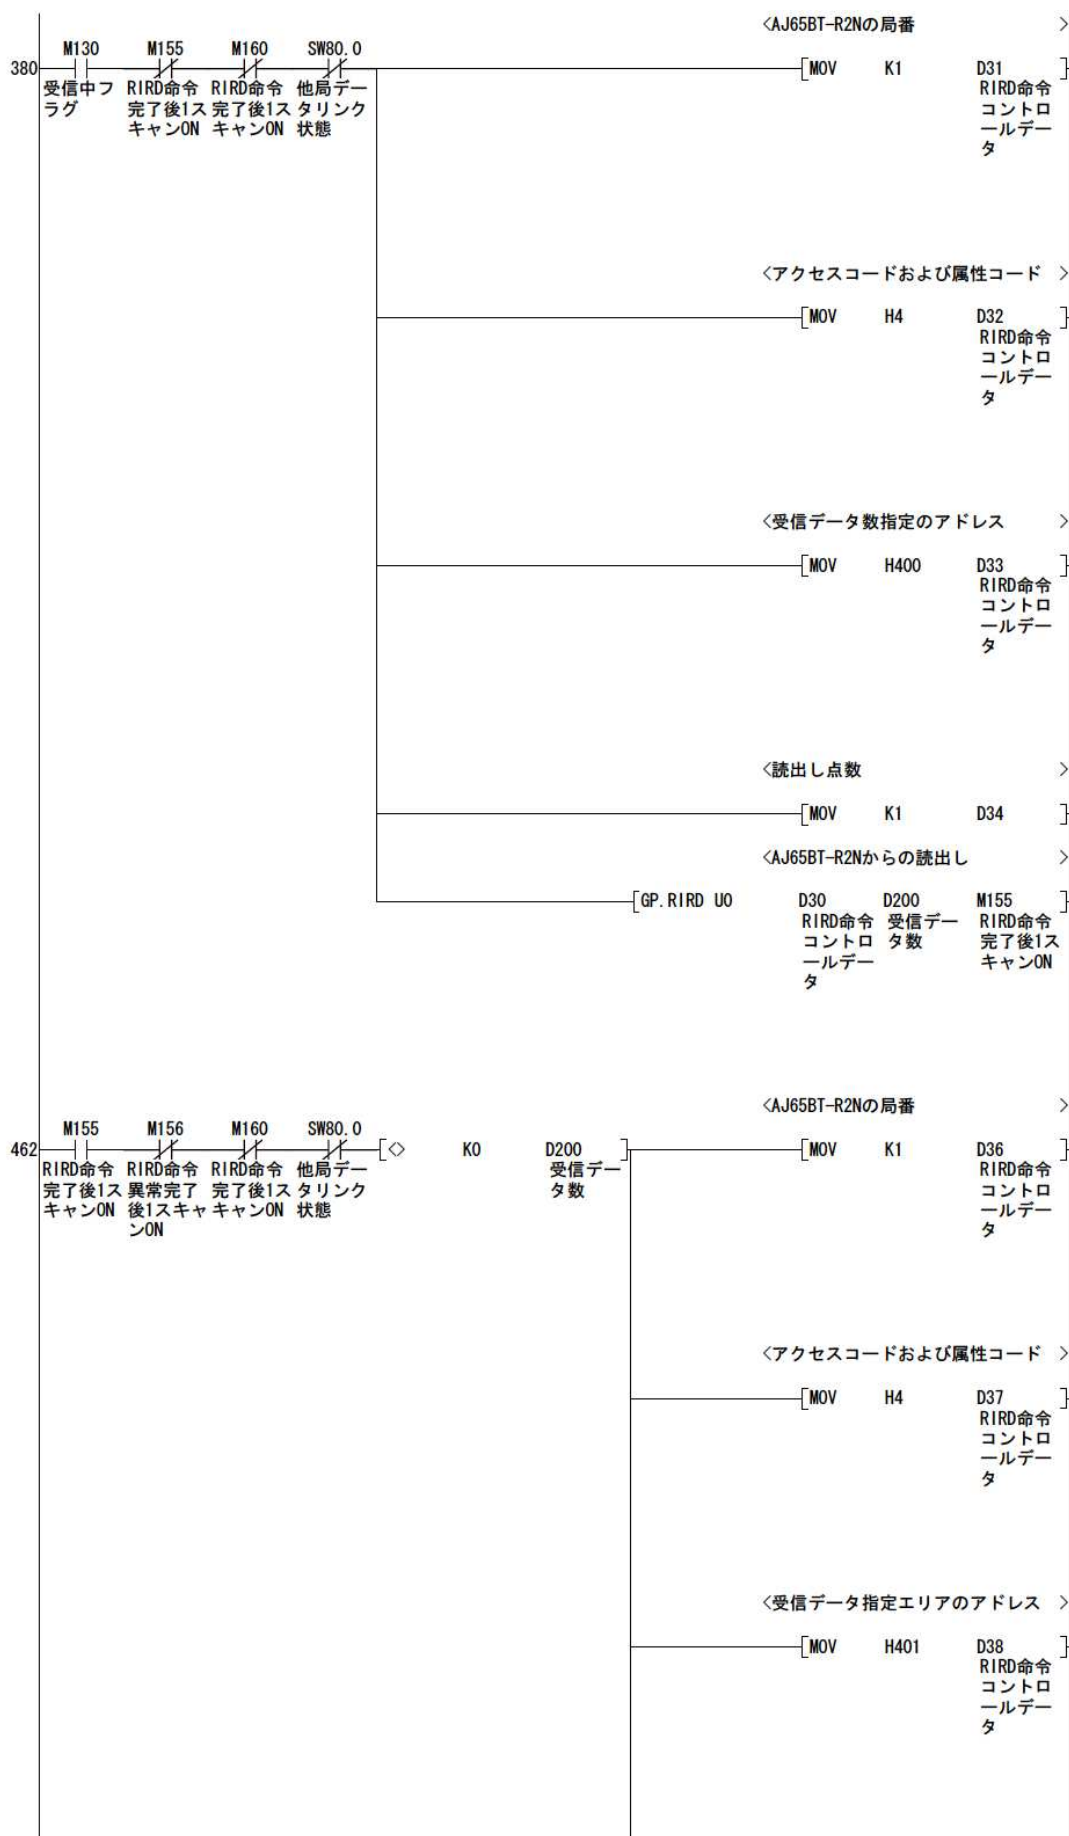 <AJ65BT-R2Nの局番 >
M130 M155 M160 SW80.0
380 [MOV K1 D31 ]
受信中フ RIRD命令 RIRD命令 他局デー RIRD命令
ラグ 完了後1ス 完了後1ス タリンク コントロ
キャンON キャンON 状態 ールデー
タ
<アクセスコードおよび属性コード >
[MOV H4 D32 ]
RIRD命令
コントロ
ールデー
タ
<受信データ数指定のアドレス >
[MOV H400 D33 ]
RIRD命令
コントロ
ールデー
タ
<読出し点数 >
[MOV K1 D34 ]
<AJ65BT-R2Nからの読出し >
[GP.RIRD U0 D30 D200 M155 ]
RIRD命令 受信デー RIRD命令
コントロ タ数 完了後1ス
ールデー キャンON
タ
<AJ65BT-R2Nの局番 >
M155 M156 M160 SW80.0
462 [<> K0 D200 ] [MOV K1 D36 ]
RIRD命令 RIRD命令 RIRD命令 他局デー 受信デー RIRD命令
完了後1ス 異常完了 完了後1ス タリンク タ数 コントロ
キャンON 後1スキャ キャンON 状態 ールデー
ンON タ
<アクセスコードおよび属性コード >
[MOV H4 D37 ]
RIRD命令
コントロ
ールデー
タ
<受信データ指定エリアのアドレス >
[MOV H401 D38 ]
RIRD命令
コントロ
ールデー
タ